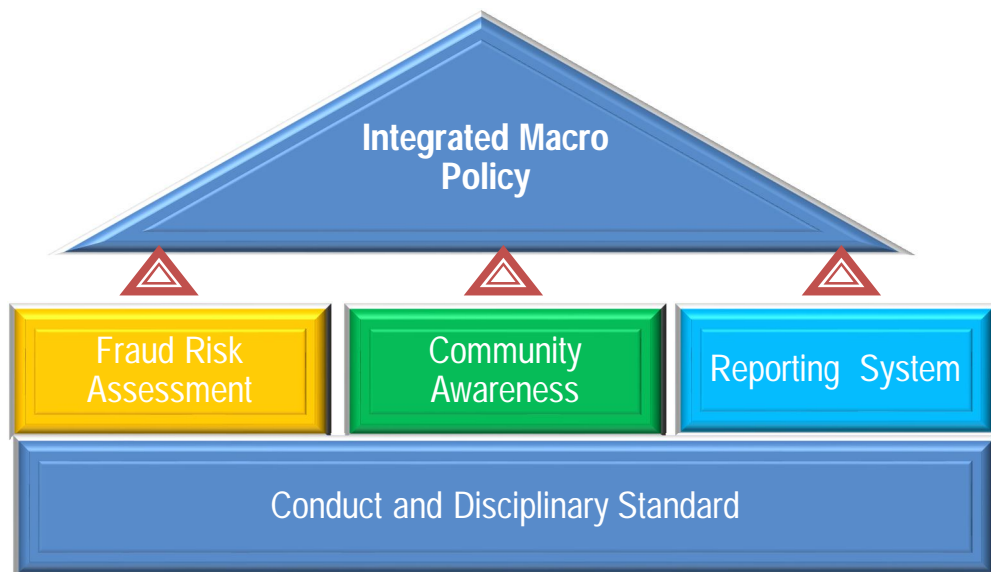 Integrated Macro
Policy
Fraud Risk
Assessment
Community
Awareness
Reporting System
Conduct and Disciplinary Standard